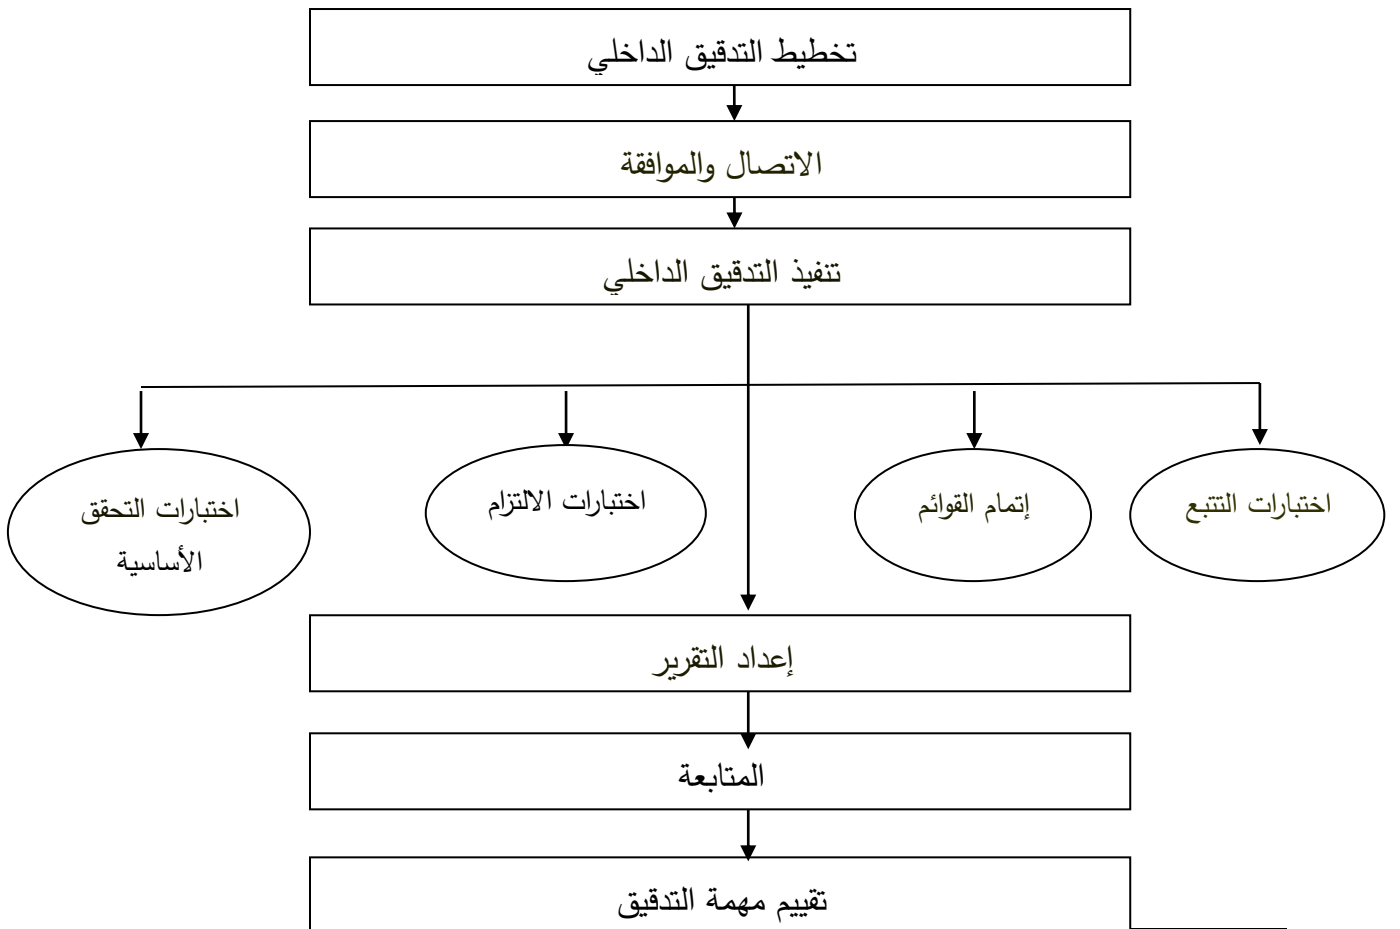 تخطيط التدقيق الداخلي
الاتصال والموافقة
تنفيذ التدقيق الداخلي
اختبارات التتبع
إتمام القوائم
اختبارات الالتزام
اختبارات التحقق
الأساسية
إعداد التقرير
المتابعة
تقييم مهمة التدقيق